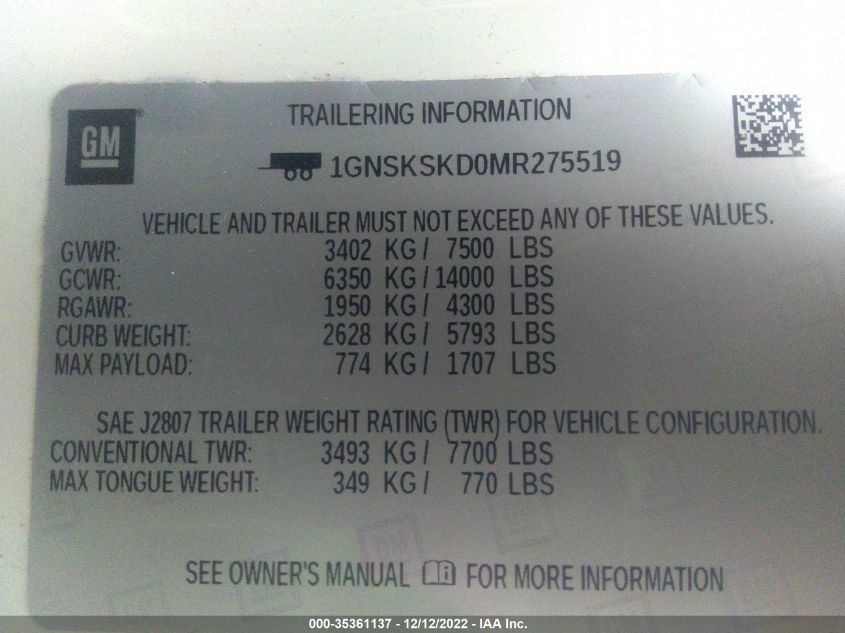 GM ®
TRAILERING INFORMATION
1GNSKSKD0MR275519
VEHICLE AND TRAILER MUST NOT EXCEED ANY OF THESE VALUES.
GVWR: 3402 KG/ 7500 LBS
GCWR: 6350 KG/14000 LBS
RGAWR: 1950 KG/ 4300 LBS
CURB WEIGHT: 2628 KG/ 5793 LBS
MAX PAYLOAD: 774 KG/ 1707 LBS
SAE J2807 TRAILER WEIGHT RATING (TWR) FOR VEHICLE CONFIGURATION.
CONVENTIONAL TWR: 3493 KG/ 7700 LBS
MAX TONGUE WEIGHT: 349 KG/ 770 LBS
GM
SEE OWNER'S MANUAL FOR MORE INFORMATION
000-35361137 - 12/12/2022 - IAA Inc.